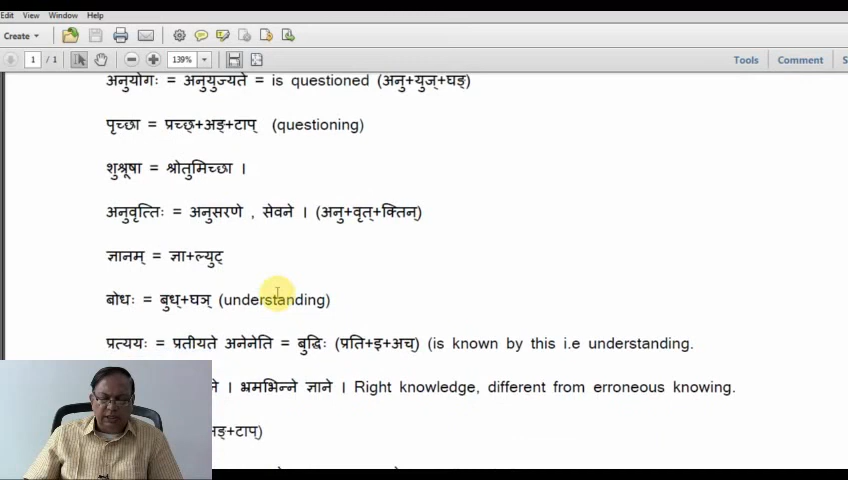 Edit View Window Help
Create
1 / 1 139% Tools Comment S
अनुयोगः = अनुयुज्यते = is questioned (अनु+युज्+घङ्)
पृच्छा = प्रच्छ्+अङ्+टाप् (questioning)
शुश्रूषा = श्रोतुमिच्छा ।
अनुवृत्तिः = अनुसरणे , सेवने । (अनु+वृत्+क्तिन्)
ज्ञानम् = ज्ञा+ल्युट्
बोधः = बुध्+घञ् (understanding)
प्रत्ययः = प्रतीयते अनेनेति = बुद्धिः (प्रति+इ+अच्) (is known by this i.e understanding.
। भ्रमभिन्ने ज्ञाने । Right knowledge, different from erroneous knowing.
अङ्+टाप्)